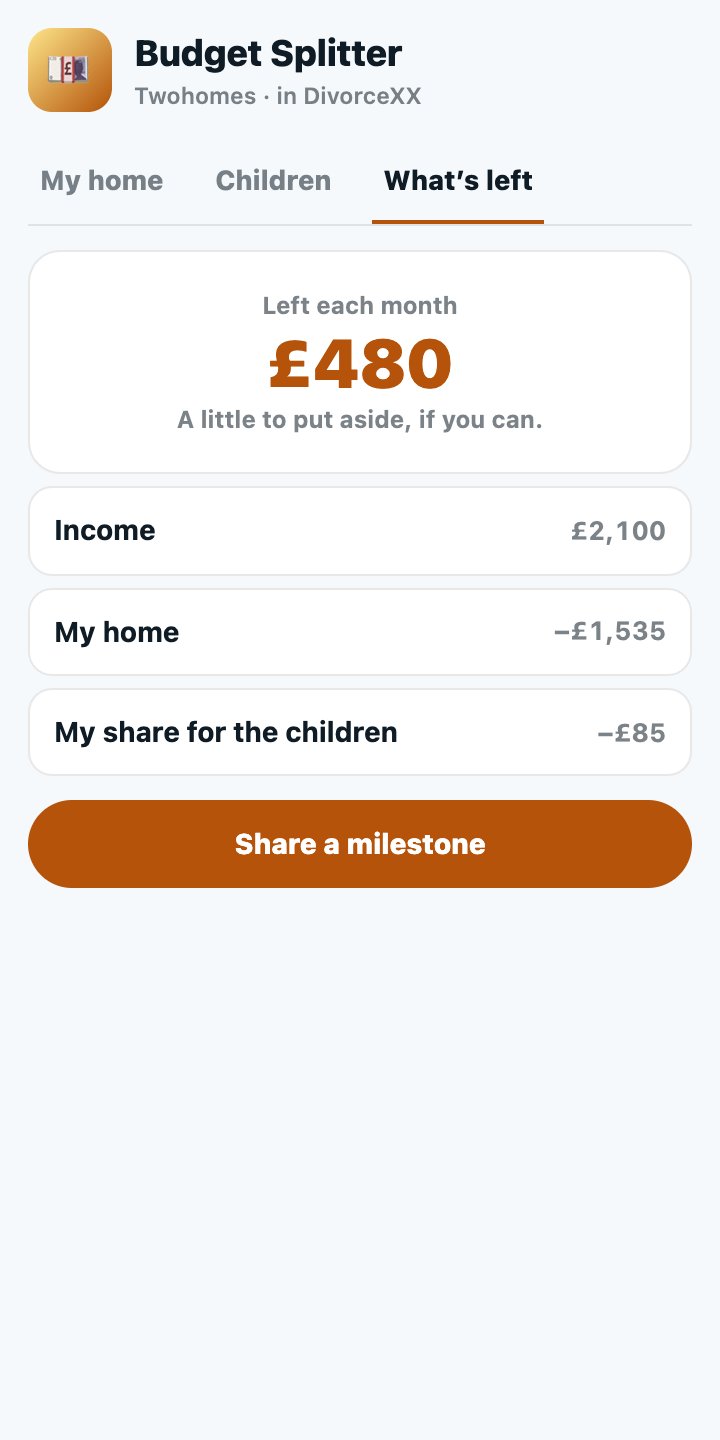 Budget Splitter
Twohomes · in DivorceXX
My home
Children
What’s left
Left each month
£480
A little to put aside, if you can.
Income
£2,100
My home
−£1,535
My share for the children
−£85
Share a milestone